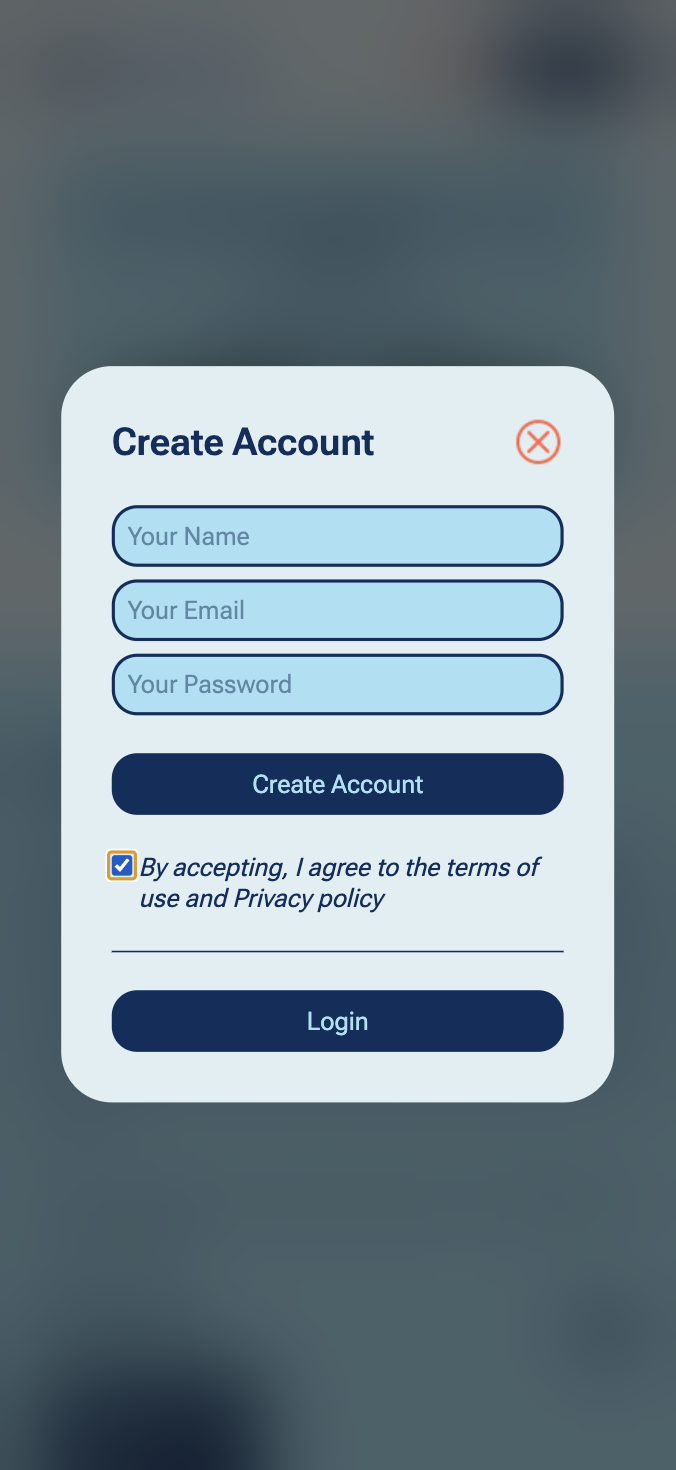 Create Account
Your Name
Your Email
Your Password
Create Account
By accepting, I agree to the terms of
use and Privacy policy
Login